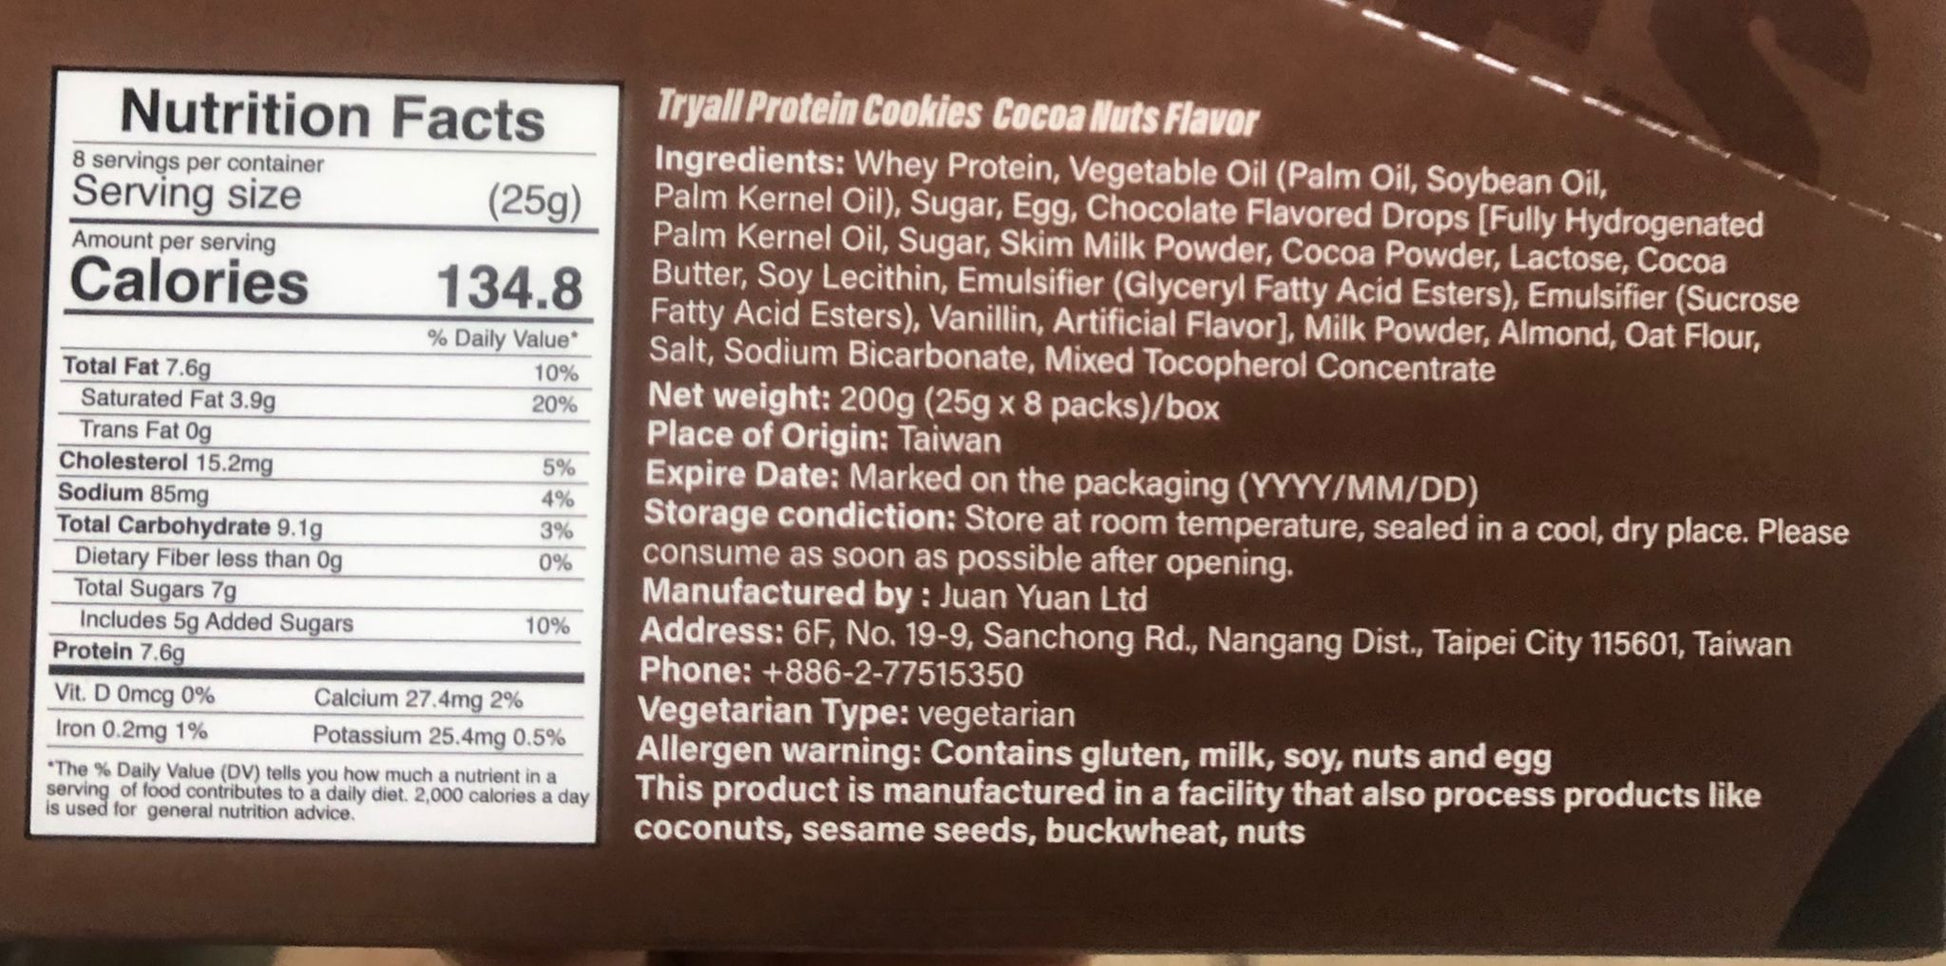 Nutrition Facts
8 servings per container
Serving size (25g)
Amount per serving
Calories 134.8
% Daily Value*
Total Fat 7.6g 10%
Saturated Fat 3.9g 20%
Trans Fat 0g
Cholesterol 15.2mg 5%
Sodium 85mg 4%
Total Carbohydrate 9.1g 3%
Dietary Fiber less than 0g 0%
Total Sugars 7g
Includes 5g Added Sugars 10%
Protein 7.6g
Vit. D 0mcg 0% Calcium 27.4mg 2%
Iron 0.2mg 1% Potassium 25.4mg 0.5%
*The % Daily Value (DV) tells you how much a nutrient in a
serving of food contributes to a daily diet. 2,000 calories a day
is used for general nutrition advice.
Tryall Protein Cookies Cocoa Nuts Flavor
Ingredients: Whey Protein, Vegetable Oil (Palm Oil, Soybean Oil,
Palm Kernel Oil), Sugar, Egg, Chocolate Flavored Drops [Fully Hydrogenated
Palm Kernel Oil, Sugar, Skim Milk Powder, Cocoa Powder, Lactose, Cocoa
Butter, Soy Lecithin, Emulsifier (Glyceryl Fatty Acid Esters), Emulsifier (Sucrose
Fatty Acid Esters), Vanillin, Artificial Flavor], Milk Powder, Almond, Oat Flour,
Salt, Sodium Bicarbonate, Mixed Tocopherol Concentrate
Net weight: 200g (25g x 8 packs)/box
Place of Origin: Taiwan
Expire Date: Marked on the packaging (YYYY/MM/DD)
Storage condiction: Store at room temperature, sealed in a cool, dry place. Please
consume as soon as possible after opening.
Manufactured by : Juan Yuan Ltd
Address: 6F, No. 19-9, Sanchong Rd., Nangang Dist., Taipei City 115601, Taiwan
Phone: +886-2-77515350
Vegetarian Type: vegetarian
Allergen warning: Contains gluten, milk, soy, nuts and egg
This product is manufactured in a facility that also process products like
coconuts, sesame seeds, buckwheat, nuts